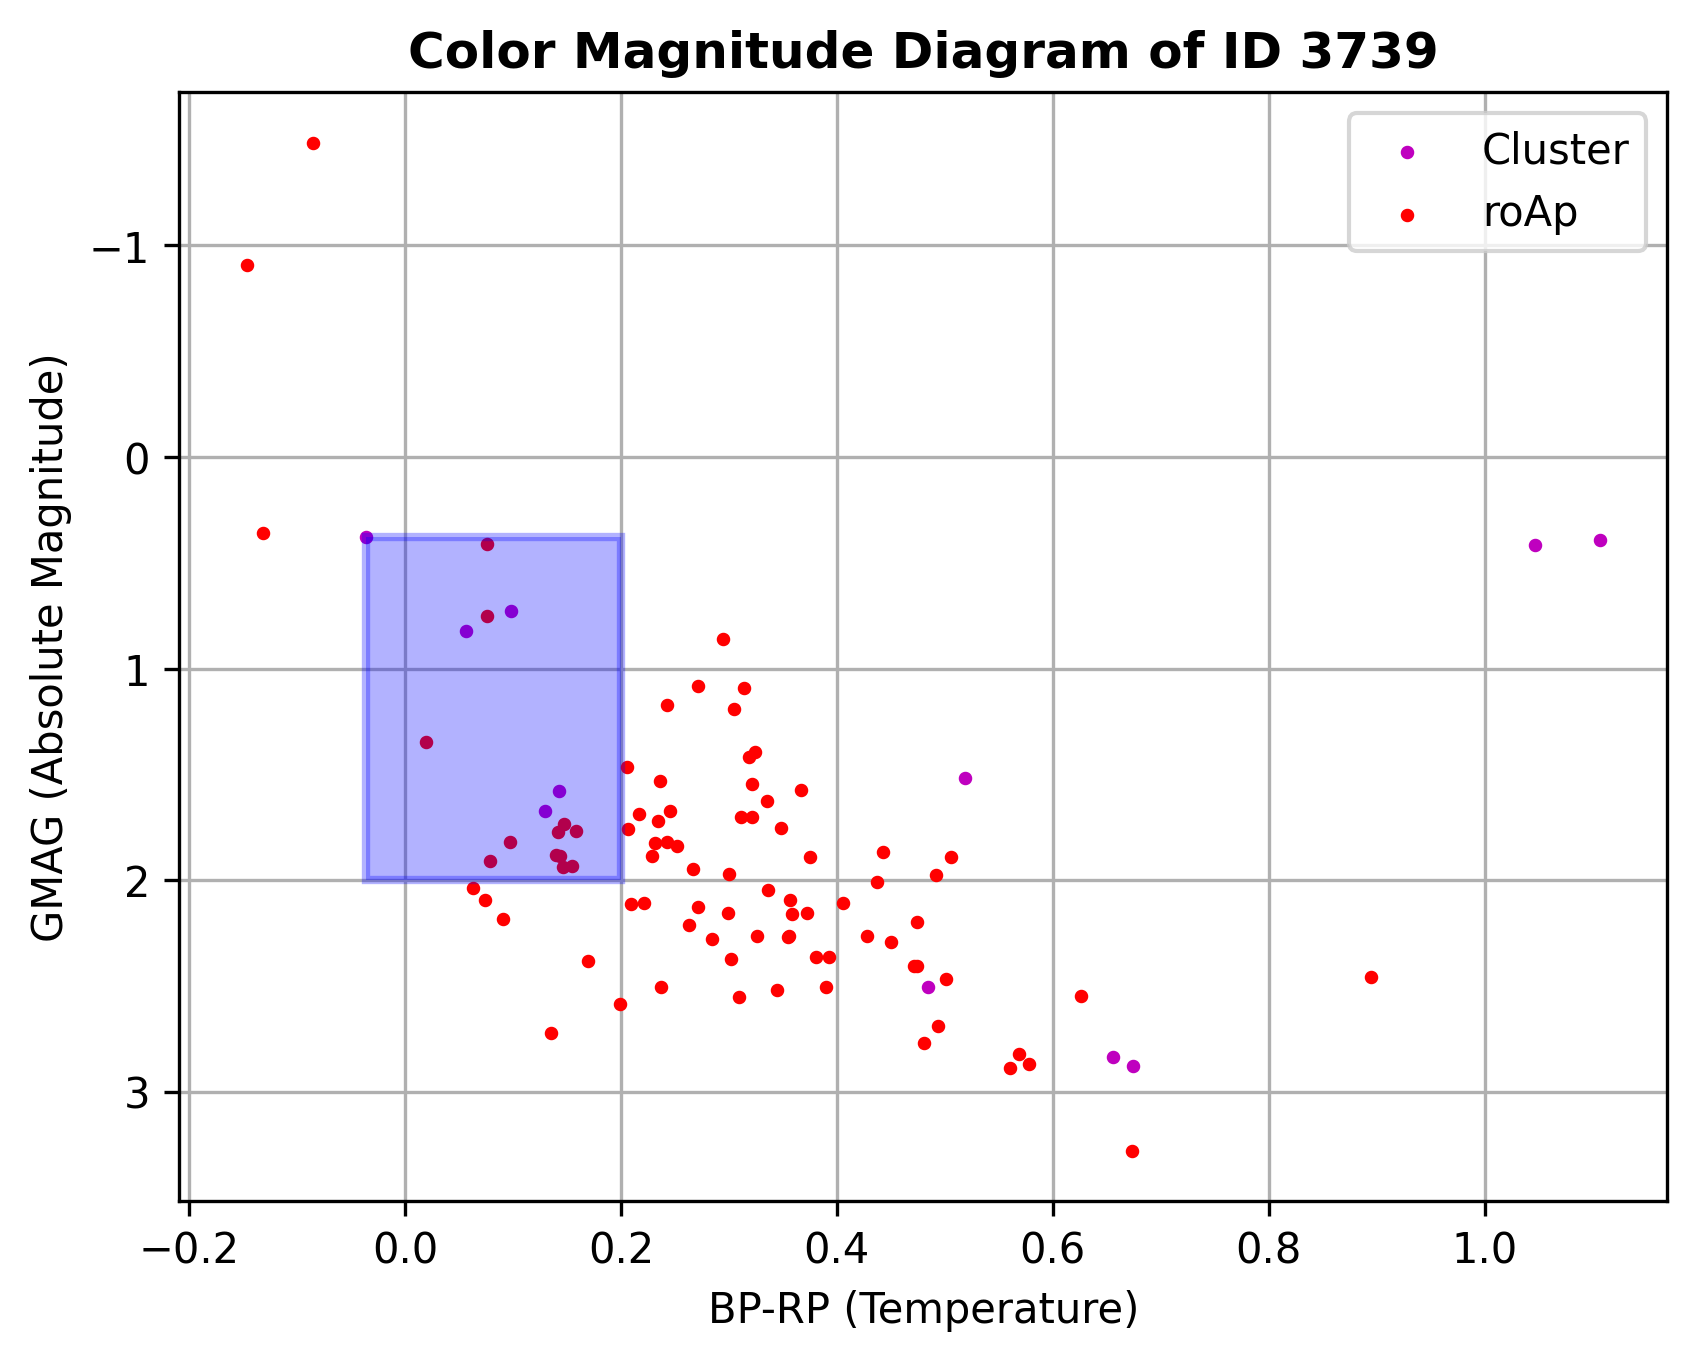 Color Magnitude Diagram of ID 3739
Cluster
roAp
GMAG (Absolute Magnitude)
−1
0
1
2
3
−0.2 0.0 0.2 0.4 0.6 0.8 1.0
BP-RP (Temperature)